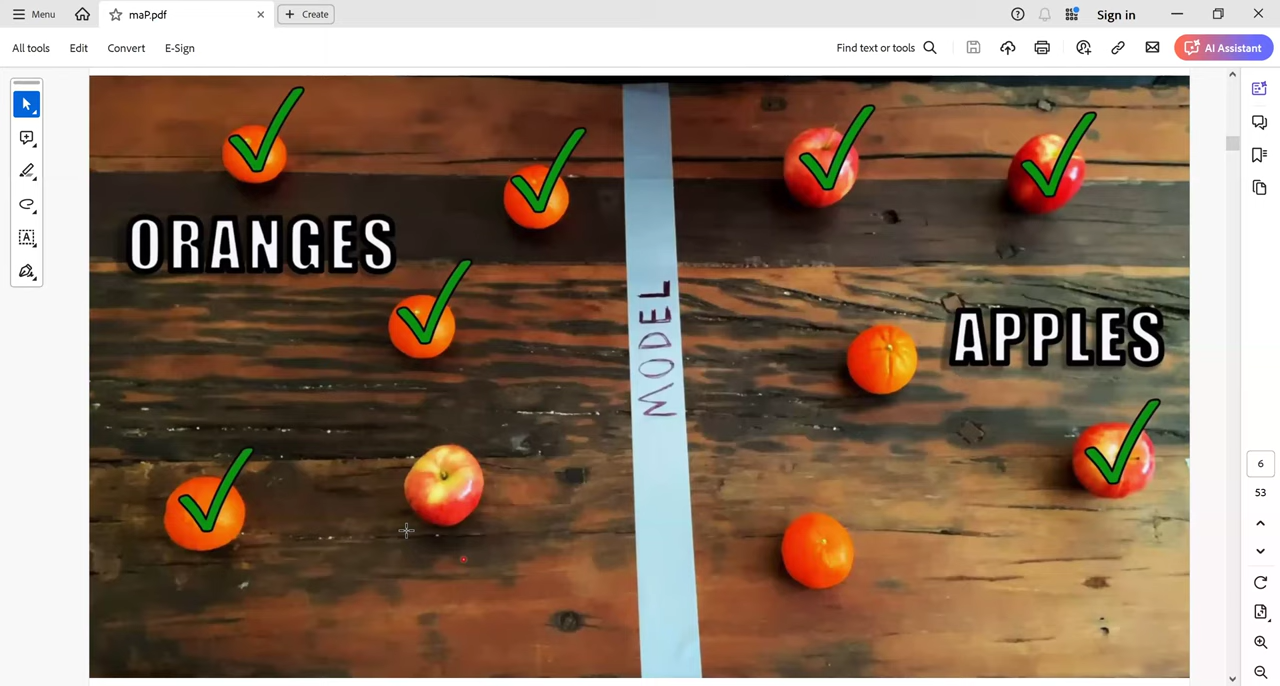 Menu
maP.pdf
Create
Sign in
All tools
Edit
Convert
E-Sign
Find text or tools
AI Assistant
ORANGES
MODEL
APPLES
6
53